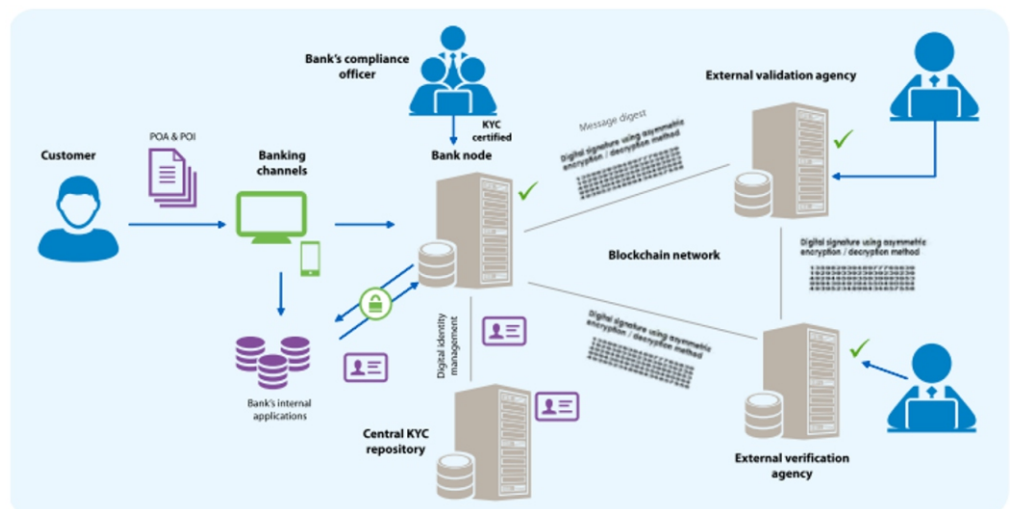 Bank's compliance
officer
External validation agency
KYC
certified
Message digest
Digital signature using asymmetric
encryption / decryption method
POA & POI
Customer
Banking
channels
Bank node
Blockchain network
Digital signature using asymmetric
encryption / decryption method
Digital identity
management
Digital signature using asymmetric
encryption / decryption method
Bank's internal
applications
Central KYC
repository
External verification
agency